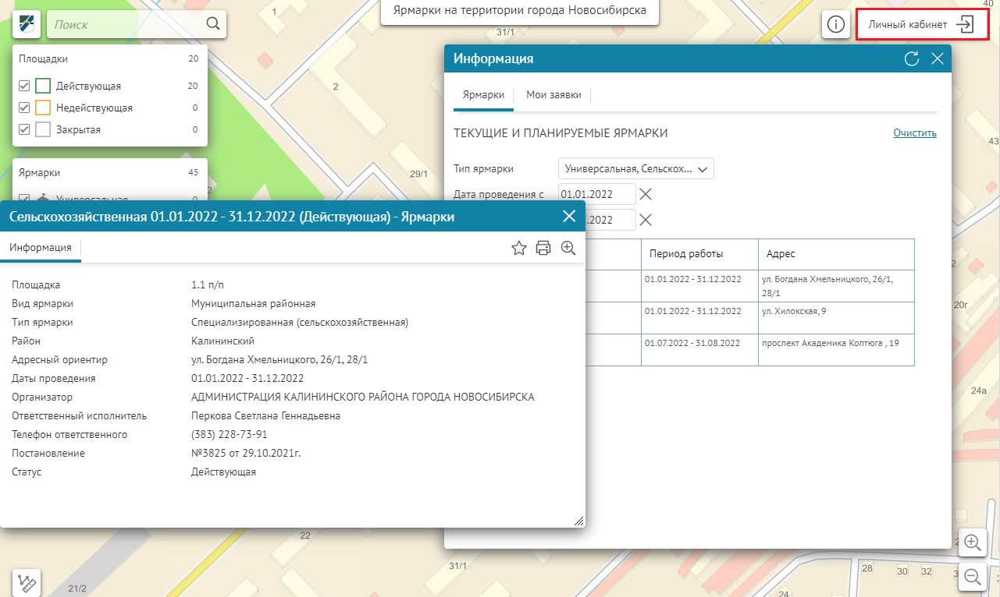 Поиск
Ярмарки на территории города Новосибирска
Личный кабинет
40
1
31/1
Площадки 20
Действующая 20
Недействующая 0
Закрытая 0
Ярмарки 45
Универсальная 0
2
29/1
2
Информация
Ярмарки
Мои заявки
ТЕКУЩИЕ И ПЛАНИРУЕМЫЕ ЯРМАРКИ
Очистить
Тип ярмарки
Универсальная, Сельскох...
Дата проведения с
01.01.2022
.2022
Период работы
Адрес
01.01.2022 - 31.12.2022
ул. Богдана Хмельницкого, 26/1,
28/1
01.01.2022 - 31.12.2022
ул. Хилокская, 9
01.07.2022 - 31.08.2022
проспект Академика Коптюга , 19
Сельскохозяйственная 01.01.2022 - 31.12.2022 (Действующая) - Ярмарки
Информация
Площадка 1.1 п/п
Вид ярмарки Муниципальная районная
Тип ярмарки Специализированная (сельскохозяйственная)
Район Калининский
Адресный ориентир ул. Богдана Хмельницкого, 26/1, 28/1
Даты проведения 01.01.2022 - 31.12.2022
Организатор АДМИНИСТРАЦИЯ КАЛИНИНСКОГО РАЙОНА ГОРОДА НОВОСИБИРСКА
Ответственный исполнитель Перкова Светлана Геннадьевна
Телефон ответственного (383) 228-73-91
Постановление №3825 от 29.10.2021г.
Статус Действующая
43
20г
24а
22
31/1
21/2
28
30
32
24